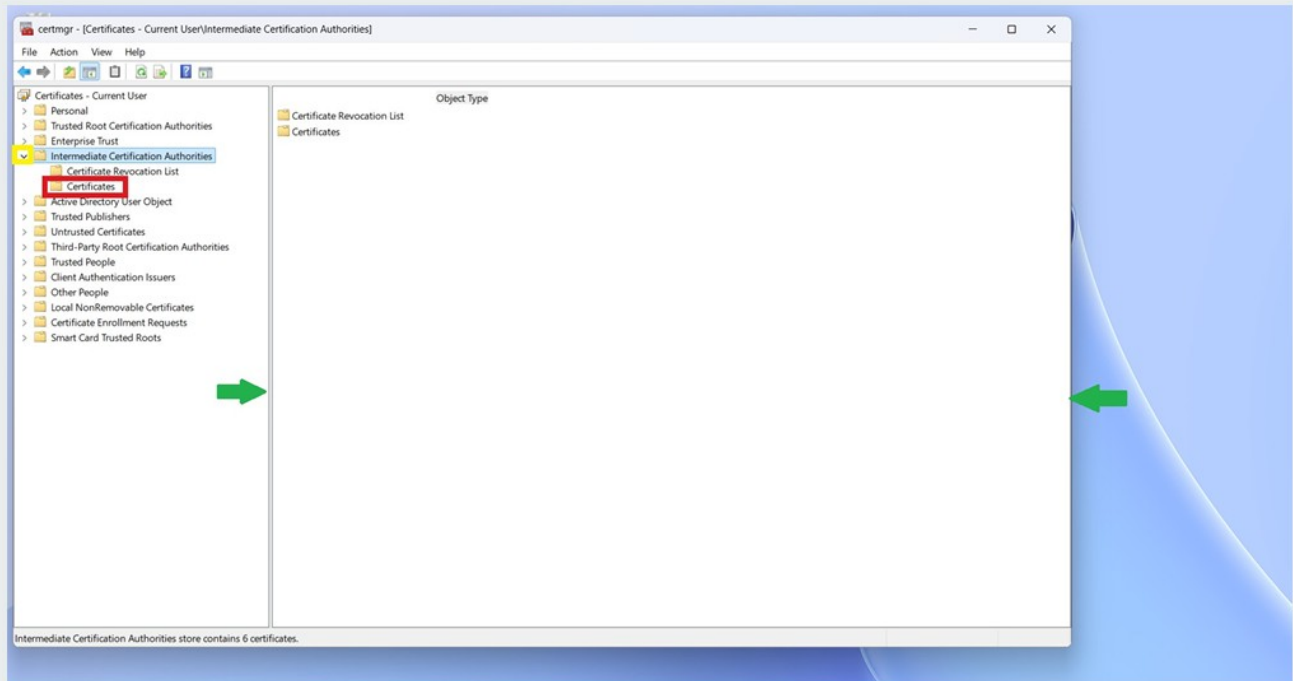 certmgr - [Certificates - Current User\Intermediate Certification Authorities]
File Action View Help
Certificates - Current User
Personal
Trusted Root Certification Authorities
Enterprise Trust
Intermediate Certification Authorities
Certificate Revocation List
Certificates
Active Directory User Object
Trusted Publishers
Untrusted Certificates
Third-Party Root Certification Authorities
Trusted People
Client Authentication Issuers
Other People
Local NonRemovable Certificates
Certificate Enrollment Requests
Smart Card Trusted Roots
Object Type
Certificate Revocation List
Certificates
Intermediate Certification Authorities store contains 6 certificates.